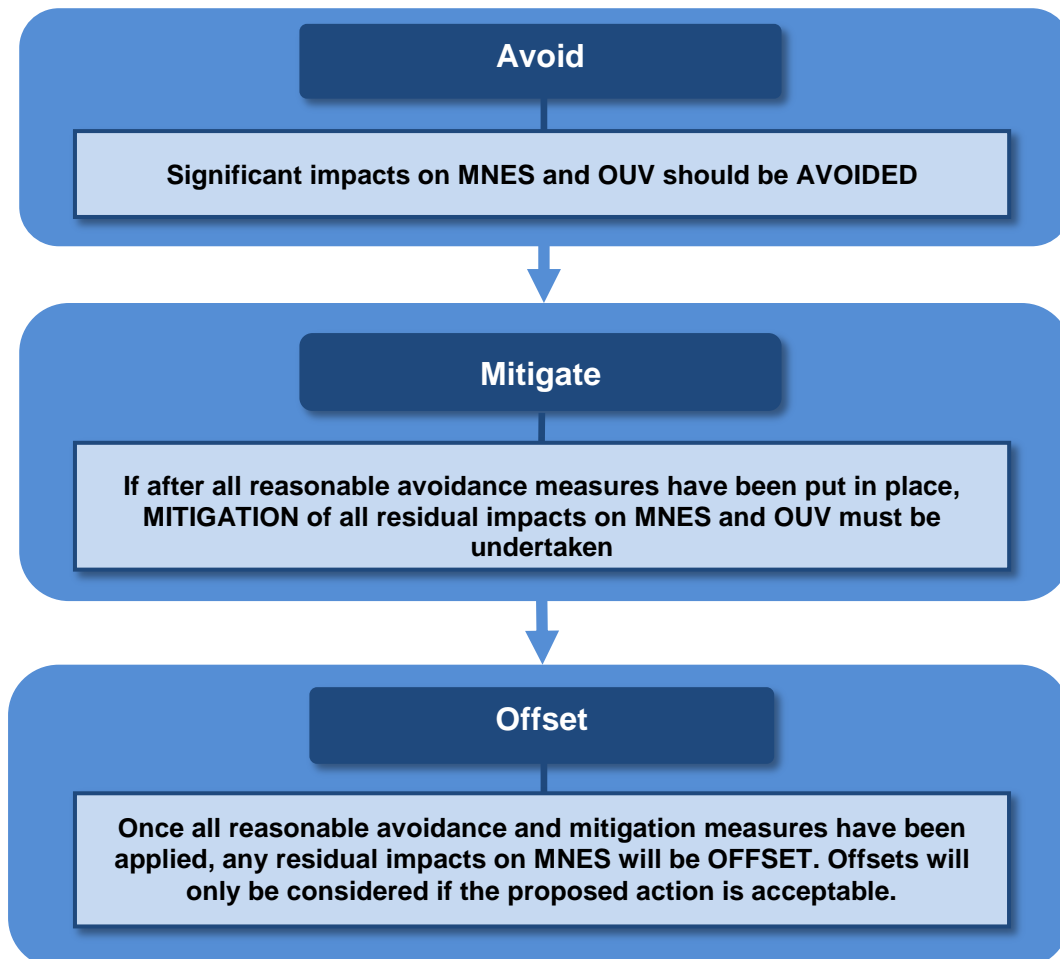 Avoid
Significant impacts on MNES and OUV should be AVOIDED
Mitigate
If after all reasonable avoidance measures have been put in place,
MITIGATION of all residual impacts on MNES and OUV must be
undertaken
Offset
Once all reasonable avoidance and mitigation measures have been
applied, any residual impacts on MNES will be OFFSET. Offsets will
only be considered if the proposed action is acceptable.